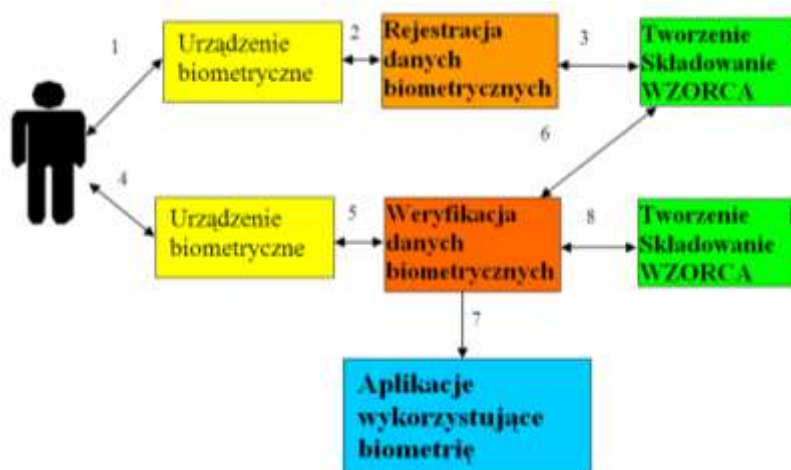 1
Urządzenie
biometryczne
2
Rejestracja
danych
biometrycznych
3
Tworzenie
Składowanie
WZORCA
6
4
Urządzenie
biometryczne
5
Weryfikacja
danych
biometrycznych
8
Tworzenie
Składowanie
WZORCA
7
Aplikacje
wykorzystujące
biometrię